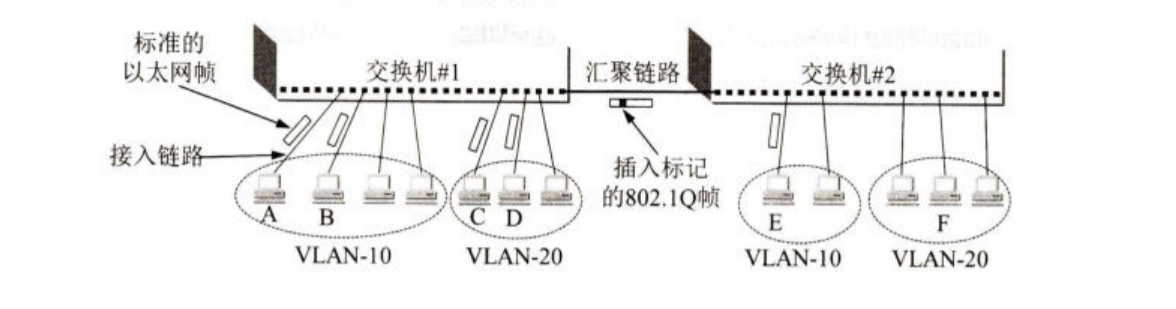 标准的
以太网帧
交换机#1
汇聚链路
交换机#2
接入链路
插入标记
的802.1Q帧
A
B
C
D
E
F
VLAN-10
VLAN-20
VLAN-10
VLAN-20